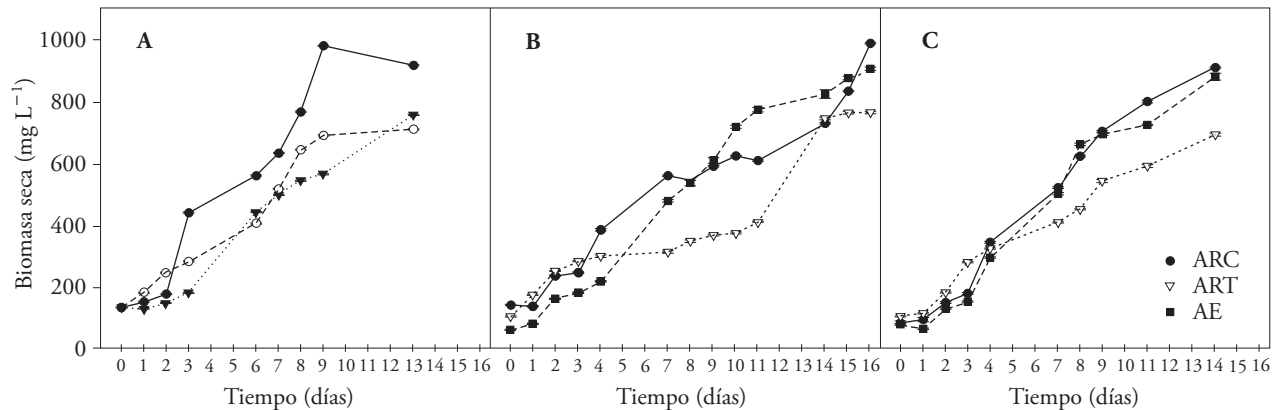 A
B
C
Biomasa seca (mg L⁻¹)
1000
800
600
400
200
0
ARC
ART
AE
0 1 2 3 4 5 6 7 8 9 10 11 12 13 14 15 16
0 1 2 3 4 5 6 7 8 9 10 11 12 13 14 15 16
0 1 2 3 4 5 6 7 8 9 10 11 12 13 14 15 16
Tiempo (días)
Tiempo (días)
Tiempo (días)